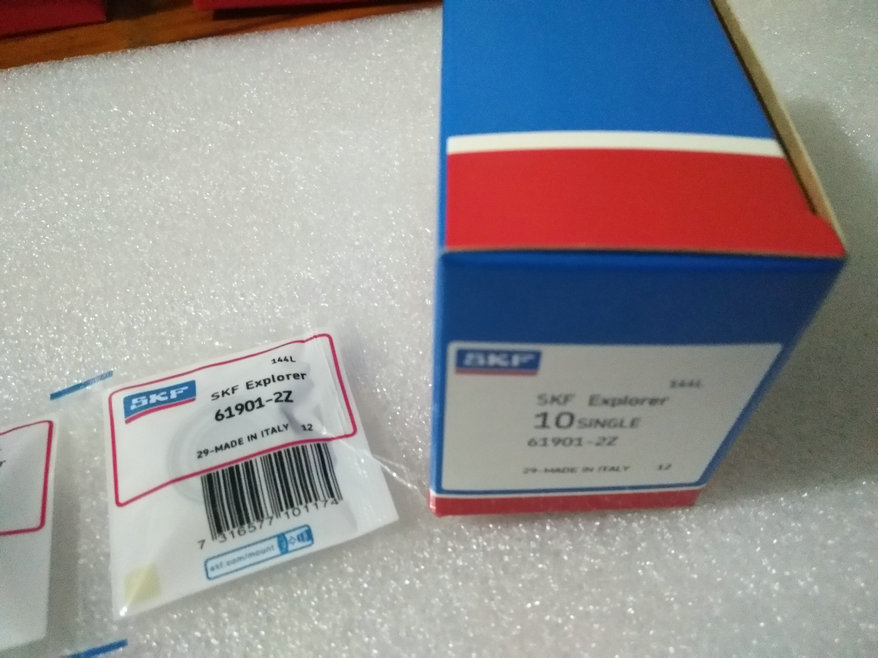 SKF
144L
SKF Explorer
61901-2Z
29-MADE IN ITALY 12
7 316577 101174
skf.com/mount
SKF
144L
SKF Explorer
10 SINGLE
61901-2Z
29-MADE IN ITALY 12